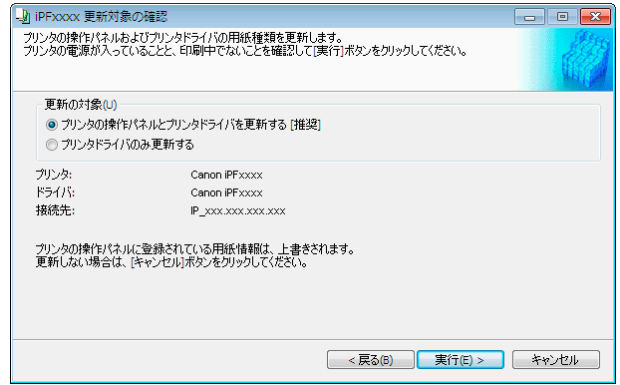 iPFxxxx 更新対象の確認
プリンタの操作パネルおよびプリンタドライバの用紙種類を更新します。
プリンタの電源が入っていることと、印刷中でないことを確認して[実行]ボタンをクリックしてください。
更新の対象(U)
プリンタの操作パネルとプリンタドライバを更新する [推奨]
プリンタドライバのみ更新する
プリンタ: Canon iPFxxxx
ドライバ: Canon iPFxxxx
接続先: IP_xxx.xxx.xxx.xxx
プリンタの操作パネルに登録されている用紙情報は、上書きされます。
更新しない場合は、[キャンセル]ボタンをクリックしてください。
< 戻る(B) 実行(E) > キャンセル